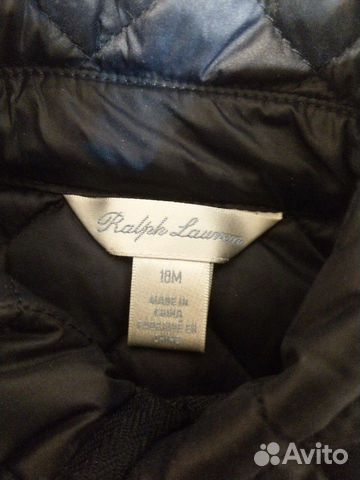 Ralph Lauren
18M
MADE IN
CHINA
FABRIQUÉ EN
CHINE
Avito